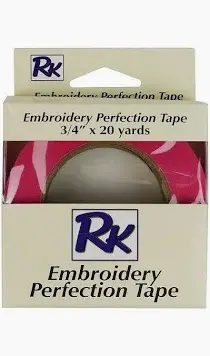 RK
Embroidery Perfection Tape
Embroidery Perfection Tape
3/4" x 20 yards
RK
Embroidery
Perfection Tape